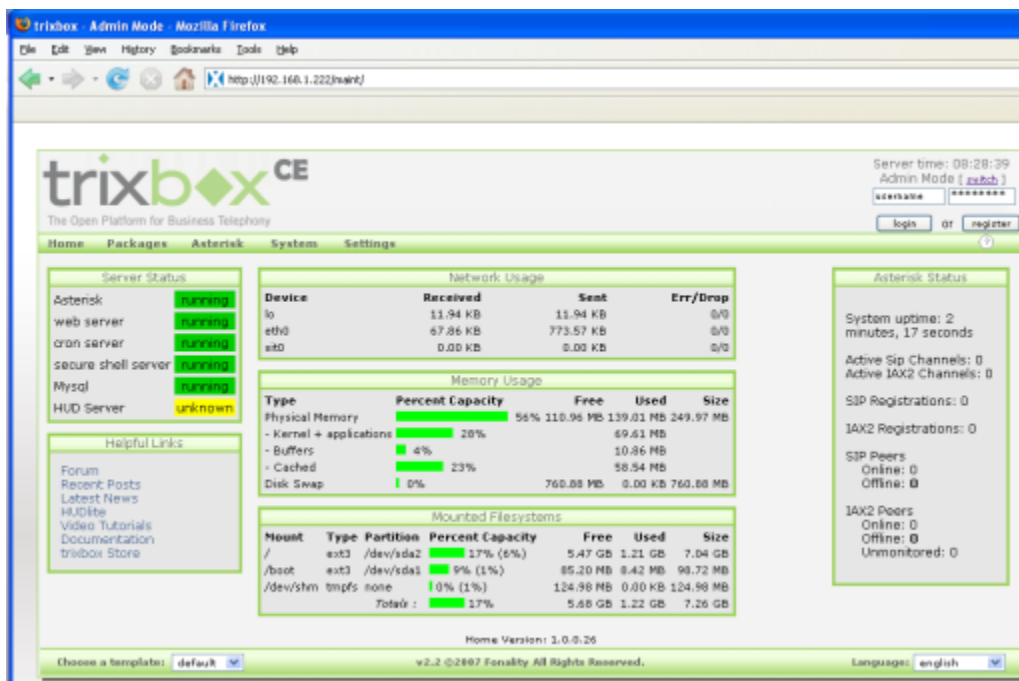 trixbox - Admin Mode - Mozilla Firefox
File Edit View History Bookmarks Tools Help
http://192.168.1.222/maint/
trixbox CE
The Open Platform for Business Telephony
Server time: 08:28:39
Admin Mode [ switch ]
username ********
login or register
Home Packages Asterisk System Settings ?
Server Status
Asterisk running
web server running
cron server running
secure shell server running
Mysql running
HUD Server unknown
Helpful Links
Forum
Recent Posts
Latest News
HUDlite
Video Tutorials
Documentation
trixbox Store
Network Usage
Device Received Sent Err/Drop
lo 11.94 KB 11.94 KB 0/0
eth0 67.86 KB 773.57 KB 0/0
sit0 0.00 KB 0.00 KB 0/0
Memory Usage
Type Percent Capacity Free Used Size
Physical Memory 56% 110.96 MB 139.01 MB 249.97 MB
- Kernel + applications 28% 69.61 MB
- Buffers 4% 10.86 MB
- Cached 23% 58.54 MB
Disk Swap 0% 760.88 MB 0.00 KB 760.88 MB
Mounted Filesystems
Mount Type Partition Percent Capacity Free Used Size
/ ext3 /dev/sda2 17% (6%) 5.47 GB 1.21 GB 7.04 GB
/boot ext3 /dev/sda1 9% (1%) 85.20 MB 8.42 MB 98.72 MB
/dev/shm tmpfs none 0% (1%) 124.98 MB 0.00 KB 124.98 MB
Totals : 17% 5.68 GB 1.22 GB 7.26 GB
Asterisk Status
System uptime: 2
minutes, 17 seconds
Active Sip Channels: 0
Active IAX2 Channels: 0
SIP Registrations: 0
IAX2 Registrations: 0
SIP Peers
Online: 0
Offline: 0
IAX2 Peers
Online: 0
Offline: 0
Unmonitored: 0
Home Version: 1.0.0.26
Choose a template: default
v2.2 ©2007 Fonality All Rights Reserved.
Language: english